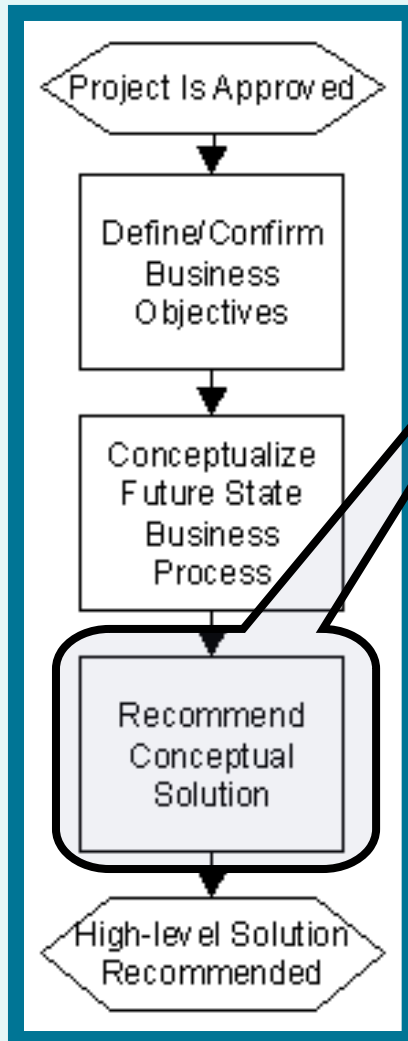 Project Is Approved
Define/Confirm
Business
Objectives
Conceptualize
Future State
Business
Process
Recommend
Conceptual
Solution
High-level Solution
Recommended